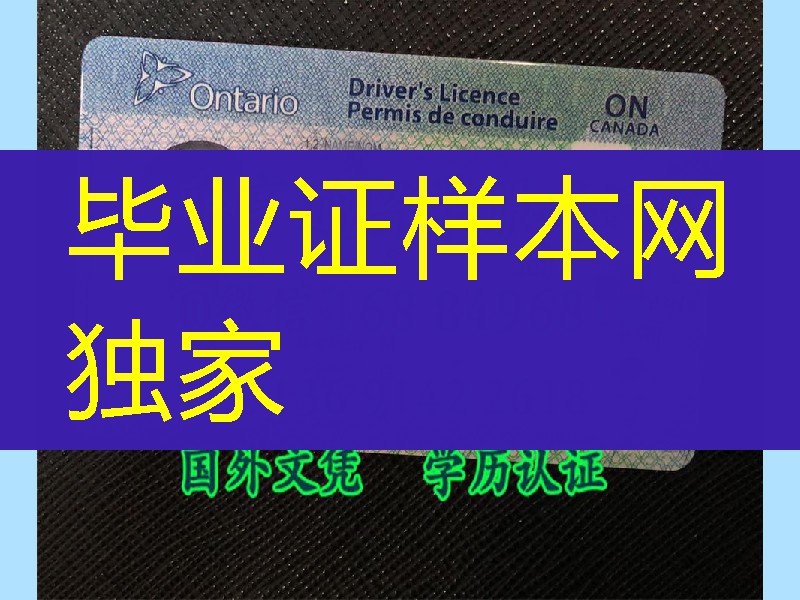 Ontario
Driver's Licence
Permis de conduire
ON
CANADA
毕业证样本网
独家
国外文凭 学历认证